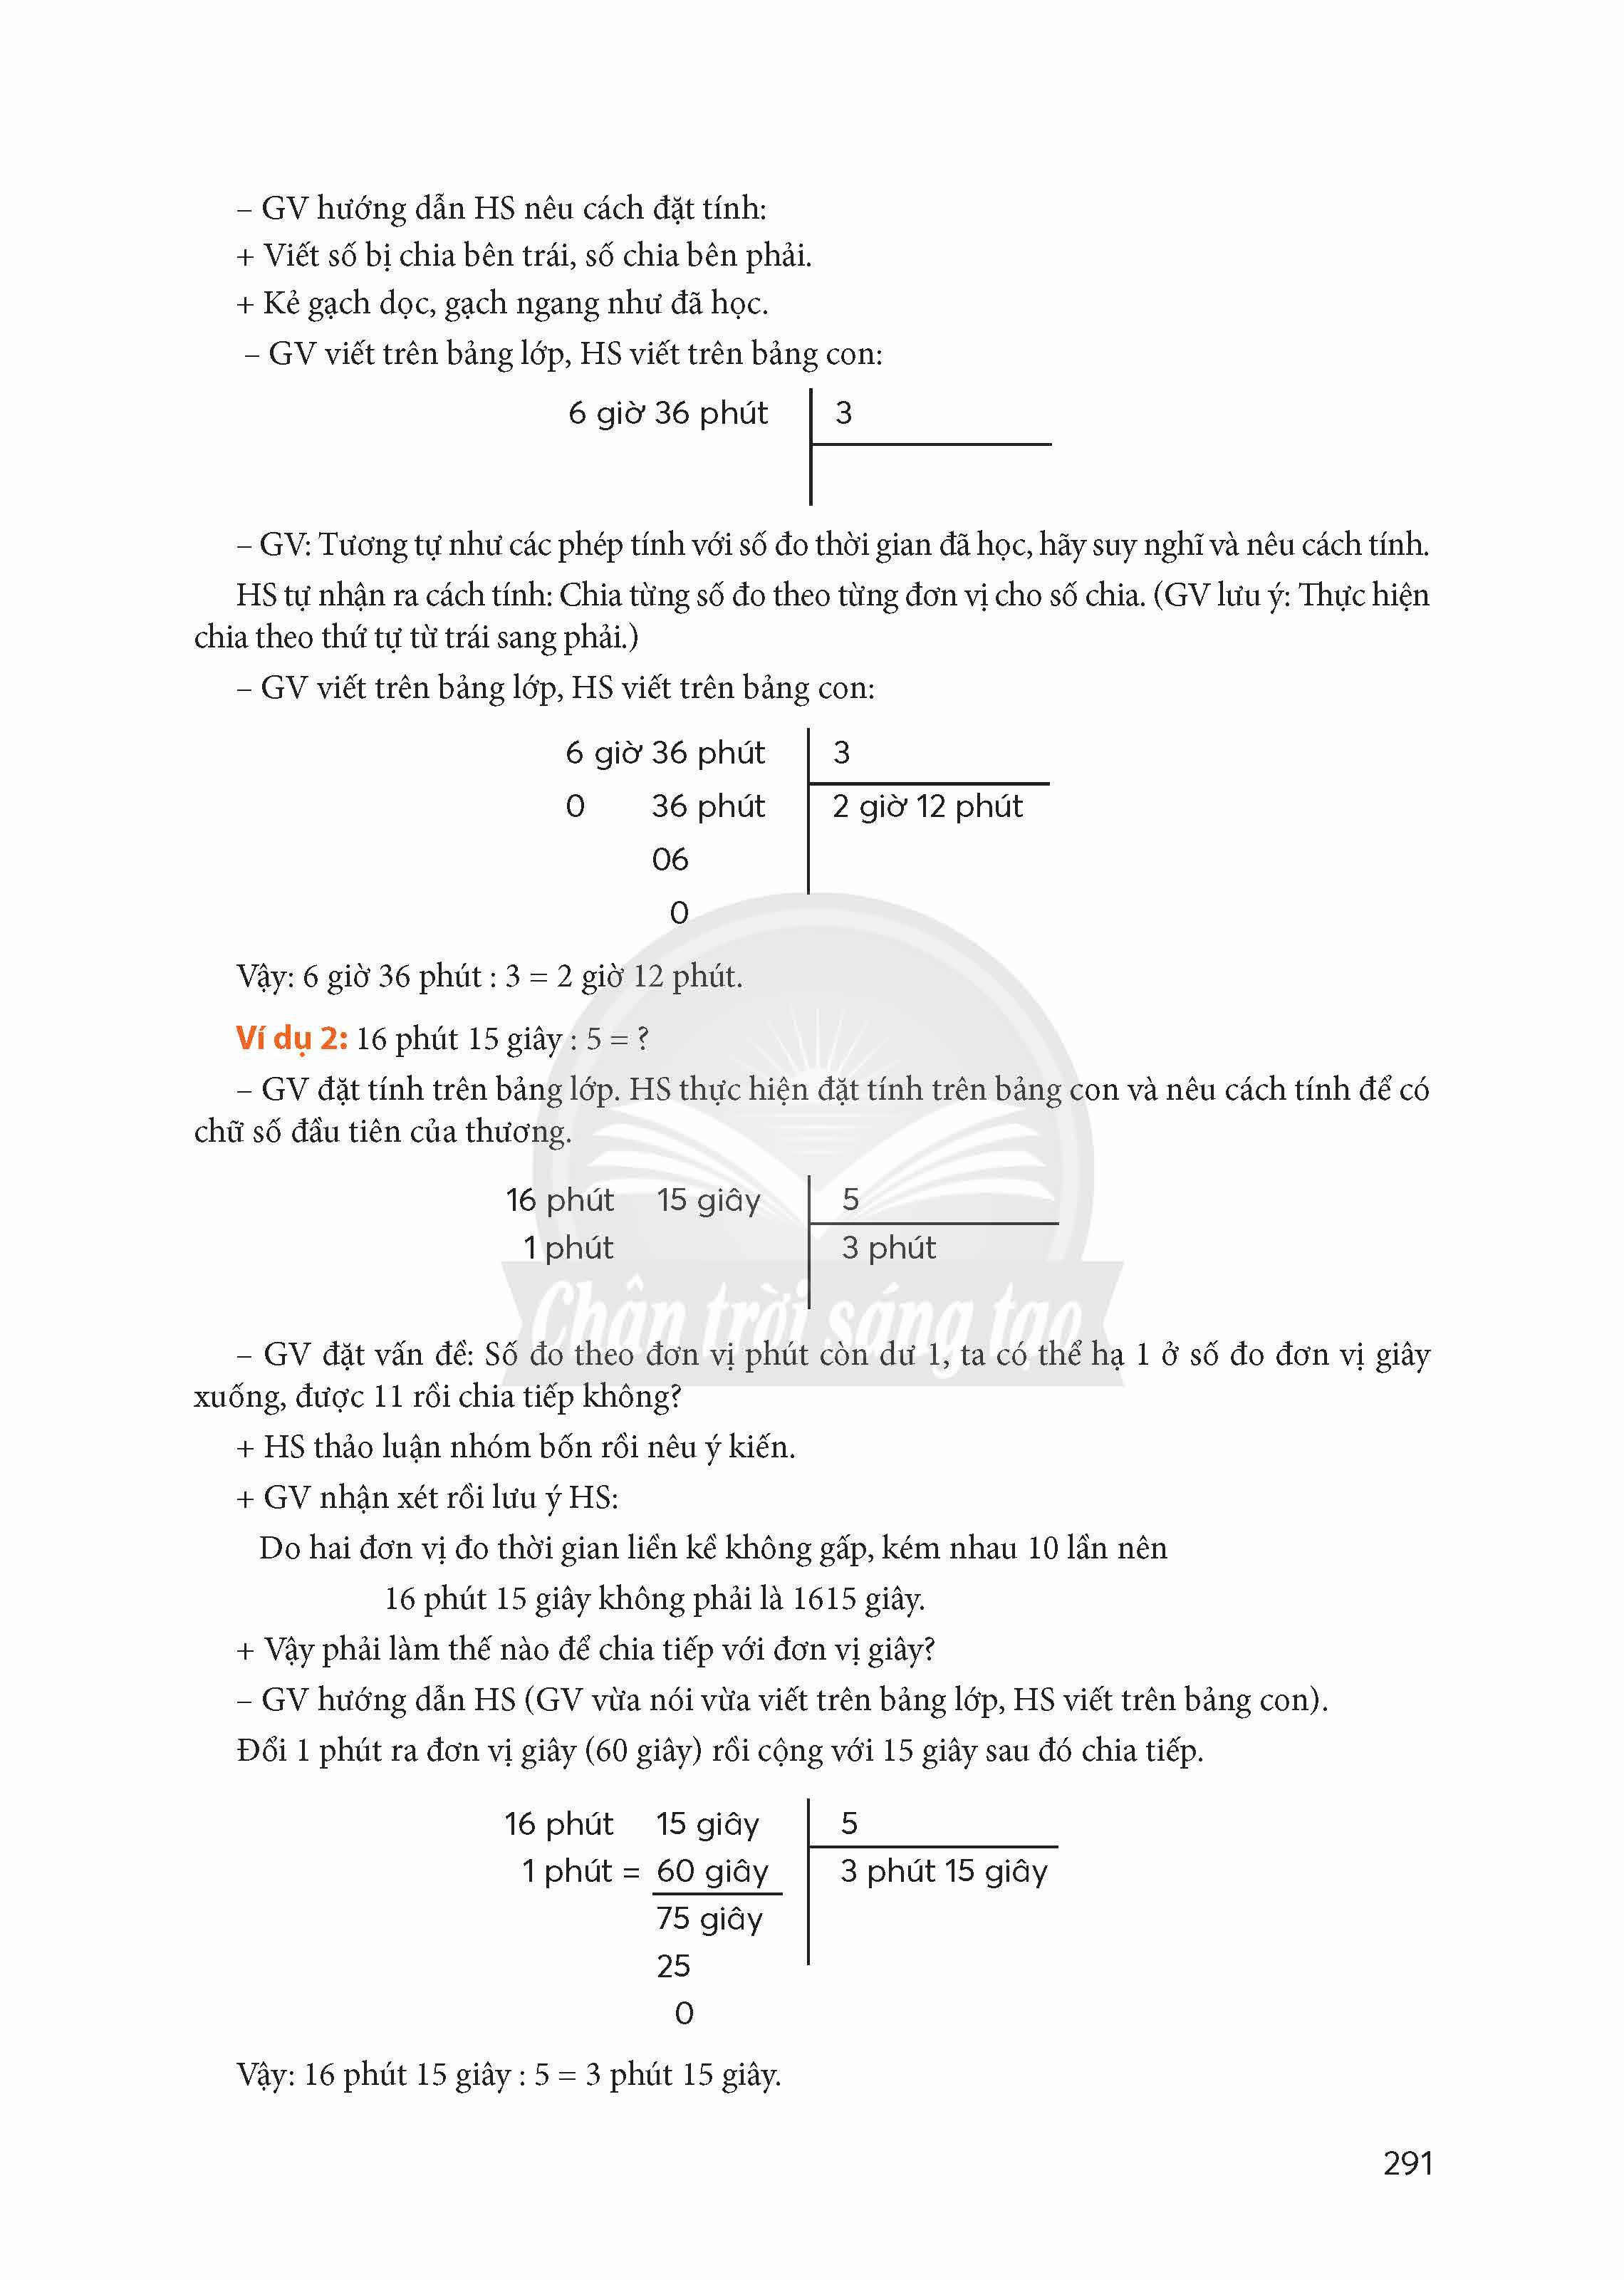 – GV hướng dẫn HS nêu cách đặt tính:
+ Viết số bị chia bên trái, số chia bên phải.
+ Kẻ gạch dọc, gạch ngang như đã học.
– GV viết trên bảng lớp, HS viết trên bảng con:
6 giờ 36 phút 3
– GV: Tương tự như các phép tính với số đo thời gian đã học, hãy suy nghĩ và nêu cách tính.
HS tự nhận ra cách tính: Chia từng số đo theo từng đơn vị cho số chia. (GV lưu ý: Thực hiện
chia theo thứ tự từ trái sang phải.)
– GV viết trên bảng lớp, HS viết trên bảng con:
6 giờ 36 phút 3
0 36 phút 2 giờ 12 phút
06
0
Vậy: 6 giờ 36 phút : 3 = 2 giờ 12 phút.
Ví dụ 2: 16 phút 15 giây : 5 = ?
– GV đặt tính trên bảng lớp. HS thực hiện đặt tính trên bảng con và nêu cách tính để có
chữ số đầu tiên của thương.
16 phút 15 giây 5
1 phút 3 phút
Chân trời sáng tạo
– GV đặt vấn đề: Số đo theo đơn vị phút còn dư 1, ta có thể hạ 1 ở số đo đơn vị giây
xuống, được 11 rồi chia tiếp không?
+ HS thảo luận nhóm bốn rồi nêu ý kiến.
+ GV nhận xét rồi lưu ý HS:
Do hai đơn vị đo thời gian liền kề không gấp, kém nhau 10 lần nên
16 phút 15 giây không phải là 1615 giây.
+ Vậy phải làm thế nào để chia tiếp với đơn vị giây?
– GV hướng dẫn HS (GV vừa nói vừa viết trên bảng lớp, HS viết trên bảng con).
Đổi 1 phút ra đơn vị giây (60 giây) rồi cộng với 15 giây sau đó chia tiếp.
16 phút 15 giây 5
1 phút = 60 giây 3 phút 15 giây
75 giây
25
0
Vậy: 16 phút 15 giây : 5 = 3 phút 15 giây.
291